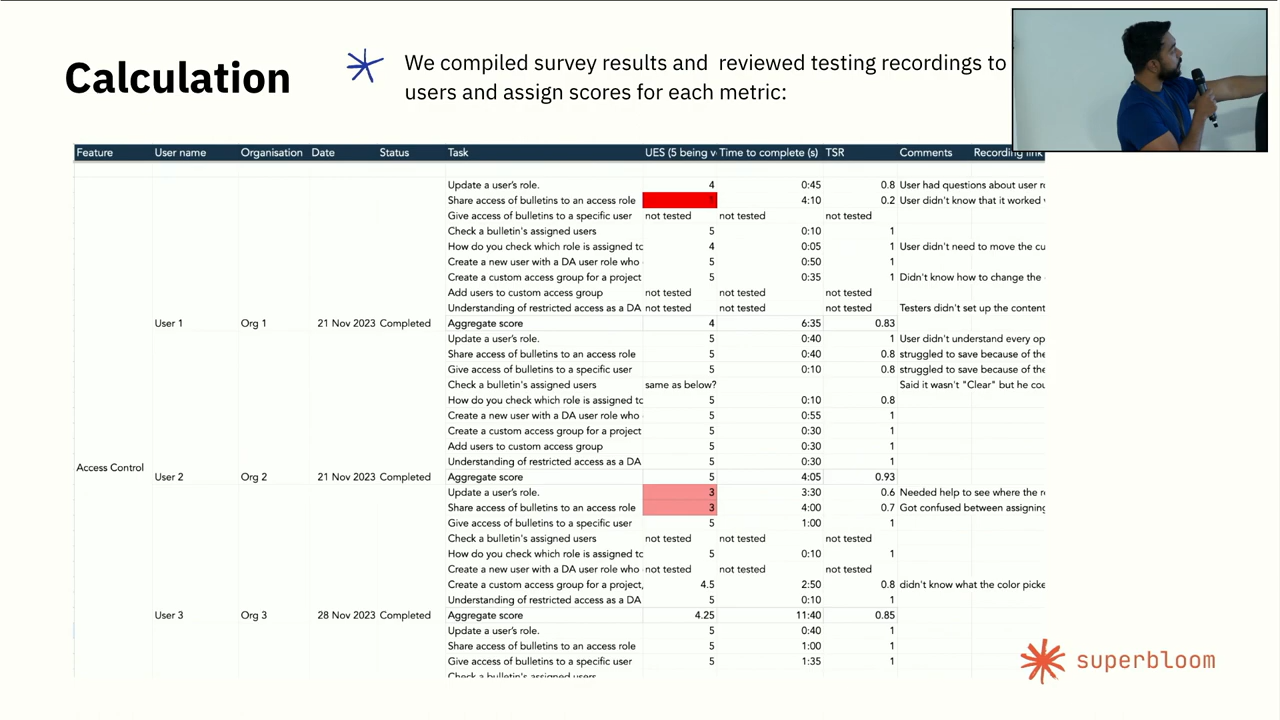 Calculation
We compiled survey results and reviewed testing recordings to
users and assign scores for each metric:
Feature User name Organisation Date Status Task UES (5 being v Time to complete (s) TSR Comments Recording link
Update a user's role. 4 0:45 0.8 User had questions about user r
Share access of bulletins to an access role 4:10 0.2 User didn't know that it worked
Give access of bulletins to a specific user not tested not tested not tested
Check a bulletin's assigned users 5 0:10 1
How do you check which role is assigned to 4 0:05 1 User didn't need to move the cu
Create a new user with a DA user role who 5 0:50 1
Create a custom access group for a project 5 0:35 1 Didn't know how to change the
Add users to custom access group not tested not tested not tested
Understanding of restricted access as a DA not tested not tested not tested Testers didn't set up the content
User 1 Org 1 21 Nov 2023 Completed Aggregate score 4 6:35 0.83
Update a user's role. 5 0:40 1 User didn't understand every op
Share access of bulletins to an access role 5 0:40 0.8 struggled to save because of the
Give access of bulletins to a specific user 5 0:10 0.8 struggled to save because of the
Check a bulletin's assigned users same as below? Said it wasn't "Clear" but he cou
How do you check which role is assigned to 5 0:10 0.8
Create a new user with a DA user role who 5 0:55 1
Create a custom access group for a project 5 0:30 1
Add users to custom access group 5 0:30 1
Understanding of restricted access as a DA 5 0:30 1
Access Control
User 2 Org 2 21 Nov 2023 Completed Aggregate score 5 4:05 0.93
Update a user's role. 3 3:30 0.6 Needed help to see where the r
Share access of bulletins to an access role 3 4:00 0.7 Got confused between assigning
Give access of bulletins to a specific user 5 1:00 1
Check a bulletin's assigned users not tested not tested not tested
How do you check which role is assigned to 5 0:10 1
Create a new user with a DA user role who not tested not tested not tested
Create a custom access group for a project, 4.5 2:50 0.8 didn't know what the color picke
Understanding of restricted access as a DA 5 0:10 1
User 3 Org 3 28 Nov 2023 Completed Aggregate score 4.25 11:40 0.85
Update a user's role. 5 0:40 1
Share access of bulletins to an access role 5 1:00 1
Give access of bulletins to a specific user 5 1:35 1
Check a bulletin's assigned users
superbloom